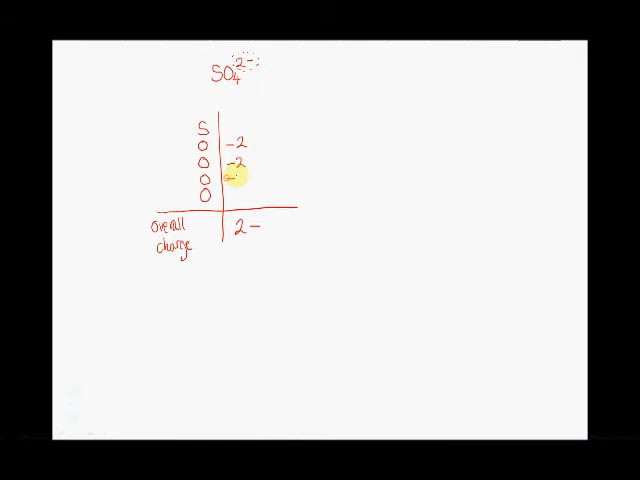 SO4 2-
S
O -2
O -2
O -
O
overall 2-
charge